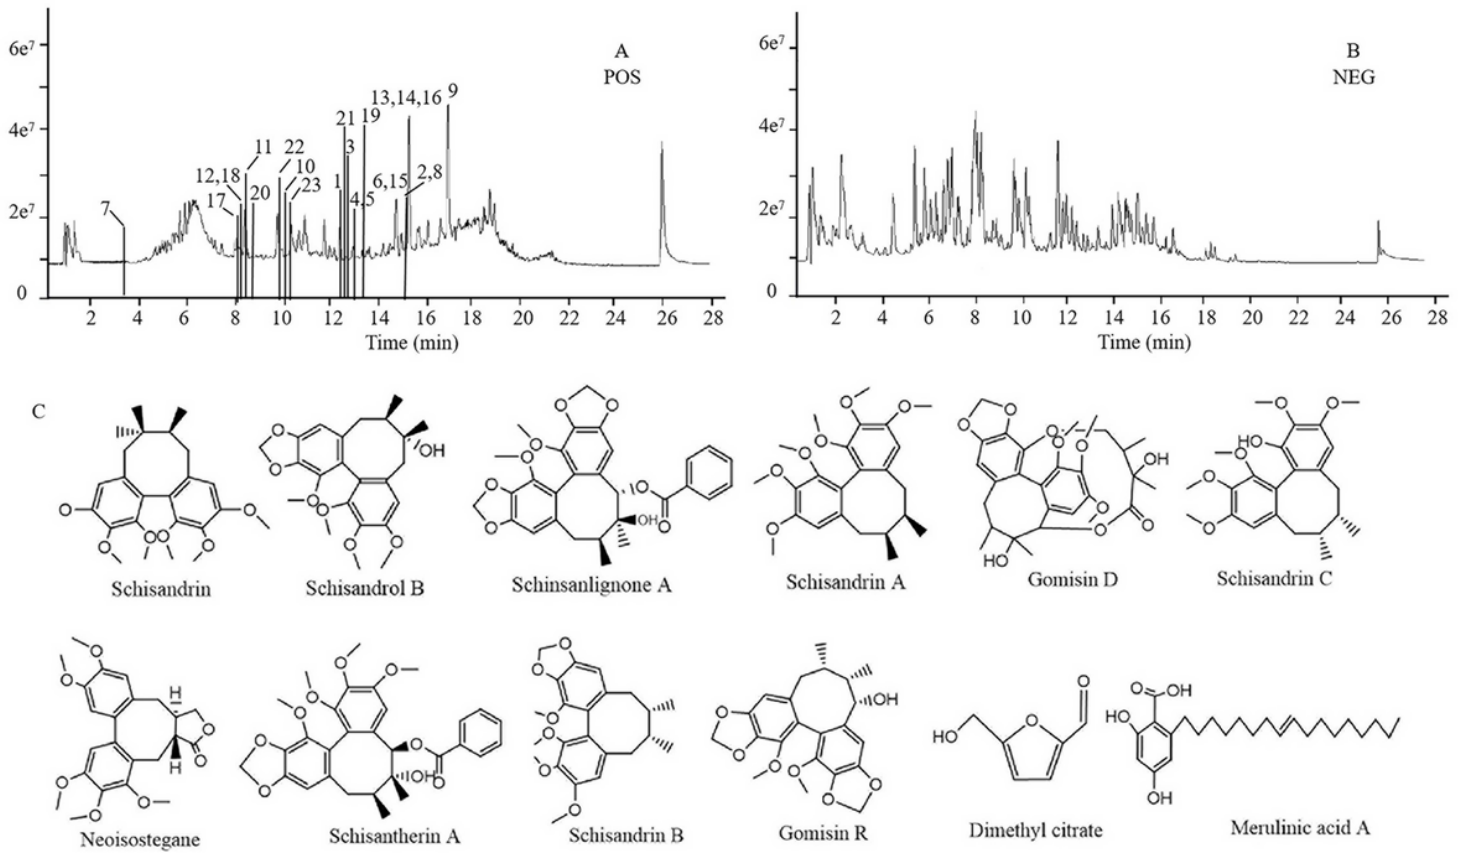 A
POS
6e7
4e7
2e7
0
7
17
12,18
11
20
22
10
23
1
21
3
4,5
19
13,14,16
6,15
2,8
9
2 4 6 8 10 12 14 16 18 20 22 24 26 28
Time (min)
B
NEG
6e7
4e7
2e7
0
2 4 6 8 10 12 14 16 18 20 22 24 26 28
Time (min)
C
O O O O O O
Schisandrin
O O OH O O O O
Schisandrol B
O O O O O O O O OH
Schinsanlignone A
O O O O O O
Schisandrin A
O O O O O OH O O HO
Gomisin D
O O HO O O O
Schisandrin C
O O O O O H H O O
Neoisostegane
O O O O O O O O OH
Schisantherin A
O O O O O O
Schisandrin B
OH O O O O O O
Gomisin R
HO O O
Dimethyl citrate
O OH HO OH
Merulinic acid A